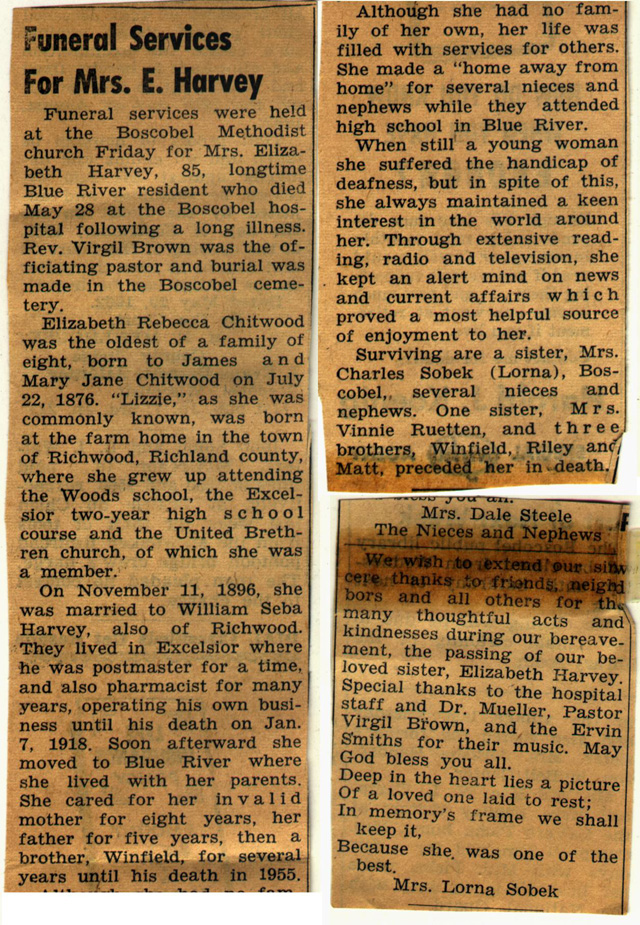 Funeral Services
For Mrs. E. Harvey
Funeral services were held
at the Boscobel Methodist
church Friday for Mrs. Eliza-
beth Harvey, 85, longtime
Blue River resident who died
May 28 at the Boscobel hos-
pital following a long illness.
Rev. Virgil Brown was the of-
ficiating pastor and burial was
made in the Boscobel ceme-
tery.
Elizabeth Rebecca Chitwood
was the oldest of a family of
eight, born to James and
Mary Jane Chitwood on July
22, 1876. "Lizzie," as she was
commonly known, was born
at the farm home in the town
of Richwood, Richland county,
where she grew up attending
the Woods school, the Excel-
sior two-year high school
course and the United Breth-
ren church, of which she was
a member.
On November 11, 1896, she
was married to William Seba
Harvey, also of Richwood.
They lived in Excelsior where
he was postmaster for a time,
and also pharmacist for many
years, operating his own busi-
ness until his death on Jan.
7, 1918. Soon afterward she
moved to Blue River where
she lived with her parents.
She cared for her invalid
mother for eight years, her
father for five years, then a
brother, Winfield, for several
years until his death in 1955.
Although she had no fam-
Although she had no fam-
ily of her own, her life was
filled with services for others.
She made a "home away from
home" for several nieces and
nephews while they attended
high school in Blue River.
When still a young woman
she suffered the handicap of
deafness, but in spite of this,
she always maintained a keen
interest in the world around
her. Through extensive read-
ing, radio and television, she
kept an alert mind on news
and current affairs which
proved a most helpful source
of enjoyment to her.
Surviving are a sister, Mrs.
Charles Sobek (Lorna), Bos-
cobel, several nieces and
nephews. One sister, Mrs.
Vinnie Ruetten, and three
brothers, Winfield, Riley and
Matt, preceded her in death.
bless you all.
Mrs. Dale Steele
The Nieces and Nephews
We wish to extend our sin-
cere thanks to friends, neigh
bors and all others for the
many thoughtful acts and
kindnesses during our bereave-
ment, the passing of our be-
loved sister, Elizabeth Harvey.
Special thanks to the hospital
staff and Dr. Mueller, Pastor
Virgil Brown, and the Ervin
Smiths for their music. May
God bless you all.
Deep in the heart lies a picture
Of a loved one laid to rest;
In memory's frame we shall
keep it,
Because she was one of the
best.
Mrs. Lorna Sobek